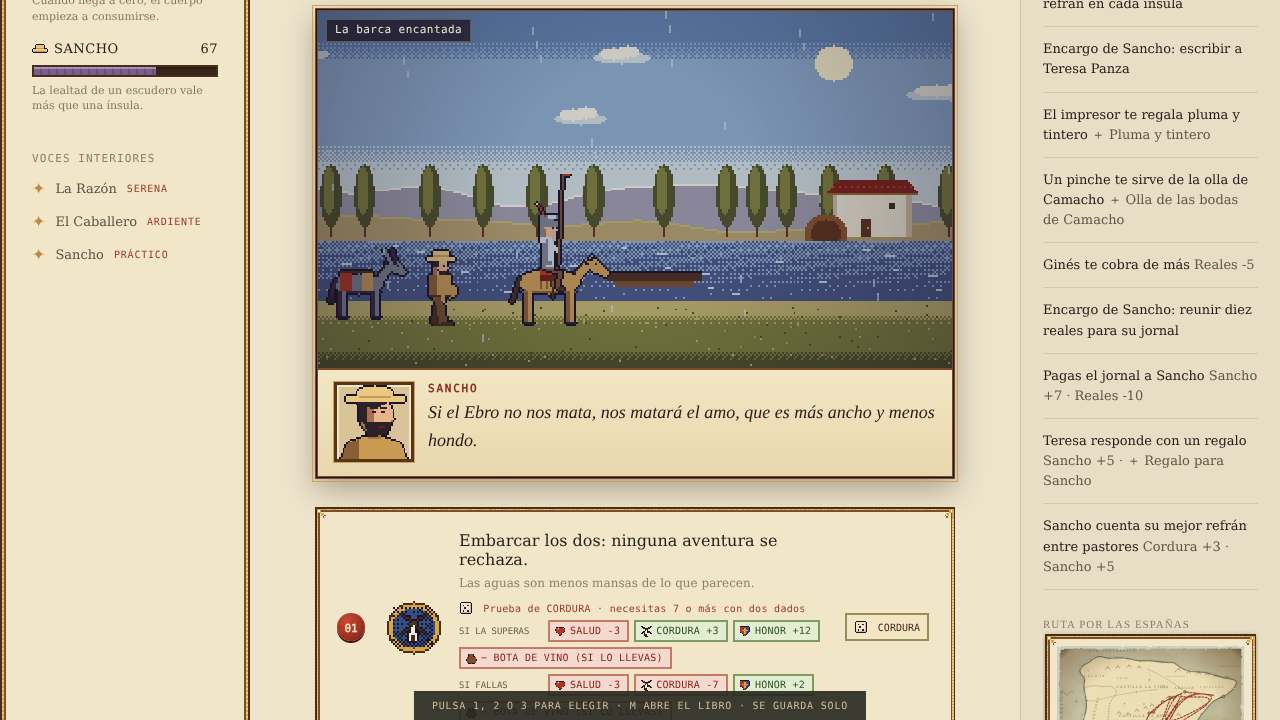 Cuando llega a cero, el cuerpo
empieza a consumirse.
SANCHO 67
La lealtad de un escudero vale
más que una ínsula.
VOCES INTERIORES
La Razón SERENA
El Caballero ARDIENTE
Sancho PRÁCTICO
La barca encantada
SANCHO
Si el Ebro no nos mata, nos matará el amo, que es más ancho y menos
hondo.
01
Embarcar los dos: ninguna aventura se
rechaza.
Las aguas son menos mansas de lo que parecen.
Prueba de CORDURA · necesitas 7 o más con dos dados
SI LA SUPERAS SALUD -3 CORDURA +3 HONOR +12
− BOTA DE VINO (SI LO LLEVAS)
SI FALLAS SALUD -3 CORDURA -7 HONOR +2
CORDURA
PULSA 1, 2 O 3 PARA ELEGIR · M ABRE EL LIBRO · SE GUARDA SOLO
refrán en cada ínsula
Encargo de Sancho: escribir a
Teresa Panza
El impresor te regala pluma y
tintero + Pluma y tintero
Un pinche te sirve de la olla de
Camacho + Olla de las bodas
de Camacho
Ginés te cobra de más Reales -5
Encargo de Sancho: reunir diez
reales para su jornal
Pagas el jornal a Sancho Sancho
+7 · Reales -10
Teresa responde con un regalo
Sancho +5 · + Regalo para
Sancho
Sancho cuenta su mejor refrán
entre pastores Cordura +3 ·
Sancho +5
RUTA POR LAS ESPAÑAS